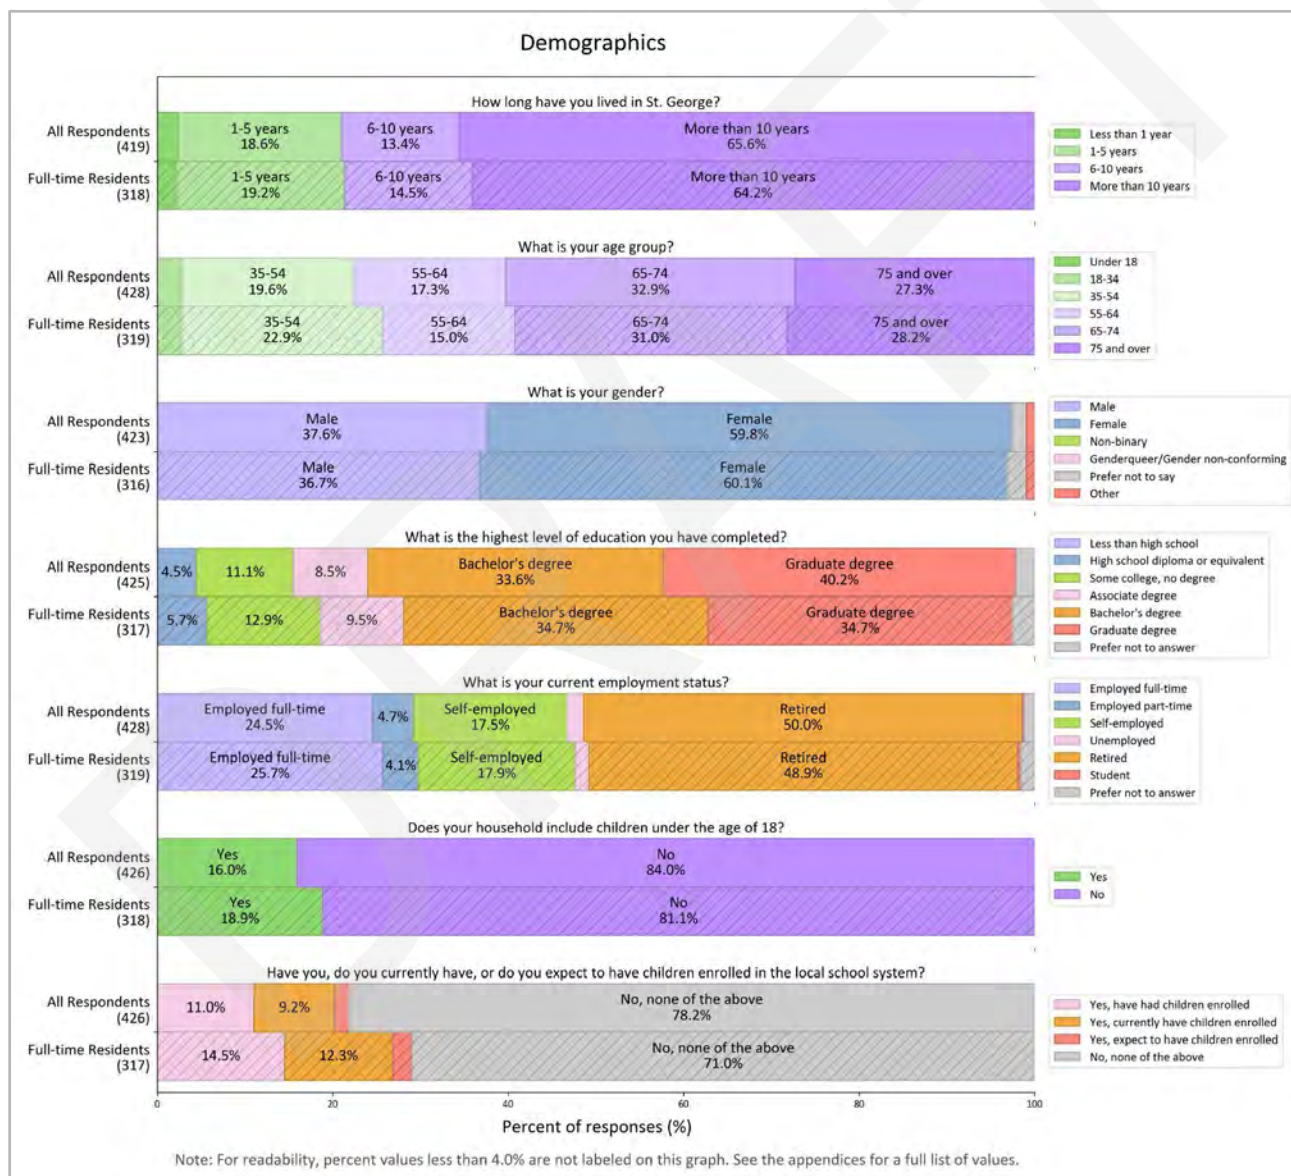 Demographics
How long have you lived in St. George?
All Respondents
(419)
1-5 years
18.6%
6-10 years
13.4%
More than 10 years
65.6%
Full-time Residents
(318)
1-5 years
19.2%
6-10 years
14.5%
More than 10 years
64.2%
Less than 1 year
1-5 years
6-10 years
More than 10 years
What is your age group?
All Respondents
(428)
35-54
19.6%
55-64
17.3%
65-74
32.9%
75 and over
27.3%
Full-time Residents
(319)
35-54
22.9%
55-64
15.0%
65-74
31.0%
75 and over
28.2%
Under 18
18-34
35-54
55-64
65-74
75 and over
What is your gender?
All Respondents
(423)
Male
37.6%
Female
59.8%
Full-time Residents
(316)
Male
36.7%
Female
60.1%
Male
Female
Non-binary
Genderqueer/Gender non-conforming
Prefer not to say
Other
What is the highest level of education you have completed?
All Respondents
(425)
4.5%
11.1%
8.5%
Bachelor's degree
33.6%
Graduate degree
40.2%
Full-time Residents
(317)
5.7%
12.9%
9.5%
Bachelor's degree
34.7%
Graduate degree
34.7%
Less than high school
High school diploma or equivalent
Some college, no degree
Associate degree
Bachelor's degree
Graduate degree
Prefer not to answer
What is your current employment status?
All Respondents
(428)
Employed full-time
24.5%
4.7%
Self-employed
17.5%
Retired
50.0%
Full-time Residents
(319)
Employed full-time
25.7%
4.1%
Self-employed
17.9%
Retired
48.9%
Employed full-time
Employed part-time
Self-employed
Unemployed
Retired
Student
Prefer not to answer
Does your household include children under the age of 18?
All Respondents
(426)
Yes
16.0%
No
84.0%
Full-time Residents
(318)
Yes
18.9%
No
81.1%
Yes
No
Have you, do you currently have, or do you expect to have children enrolled in the local school system?
All Respondents
(426)
11.0%
9.2%
No, none of the above
78.2%
Full-time Residents
(317)
14.5%
12.3%
No, none of the above
71.0%
Yes, have had children enrolled
Yes, currently have children enrolled
Yes, expect to have children enrolled
No, none of the above
0 20 40 60 80 100
Percent of responses (%)
Note: For readability, percent values less than 4.0% are not labeled on this graph. See the appendices for a full list of values.
DRAFT